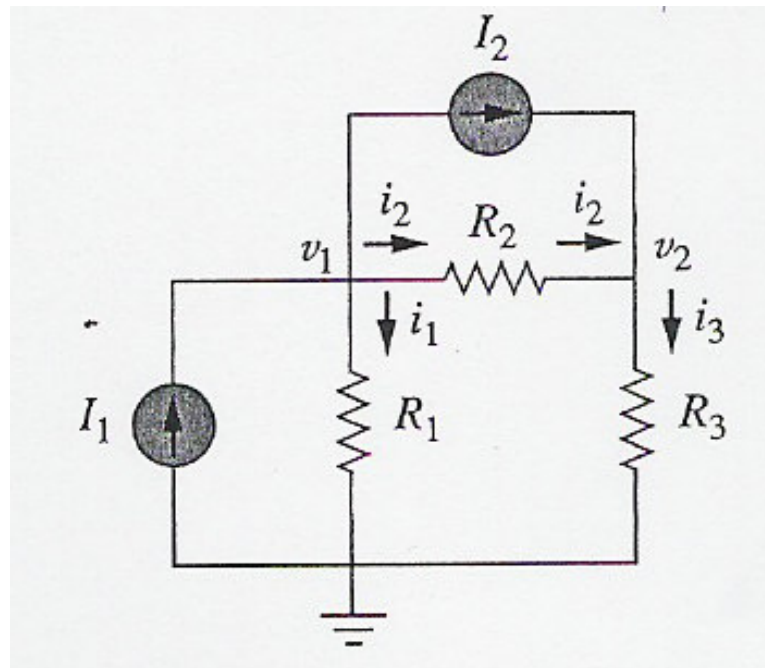 I₂
i₂ R₂ i₂
v₁ v₂
i₁ i₃
I₁ R₁ R₃